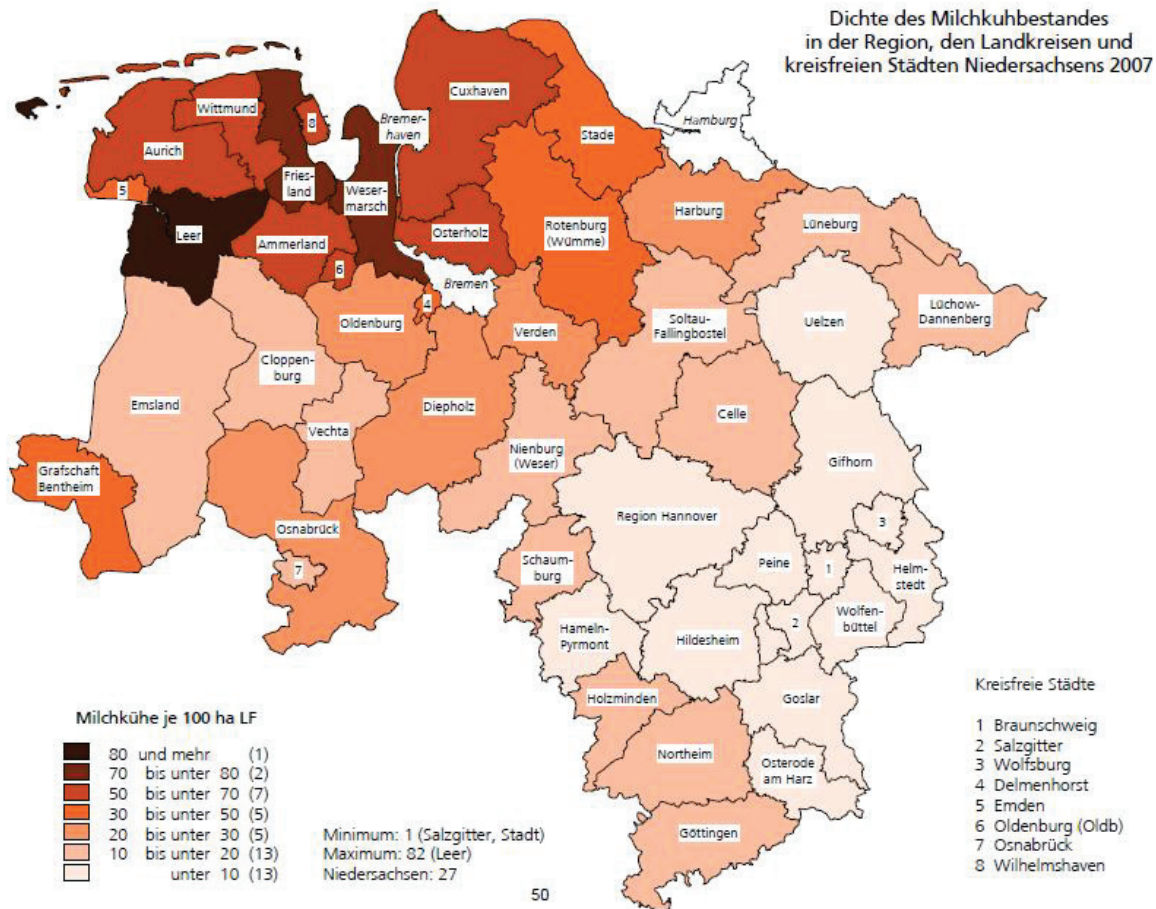 Dichte des Milchkuhbestandes
in der Region, den Landkreisen und
kreisfreien Städten Niedersachsens 2007
Cuxhaven
Wittmund
8
Bremer-
haven
Hamburg
Stade
Aurich
5
Fries-
land
Weser-
marsch
Harburg
Lüneburg
Leer
Ammerland
Osterholz
Rotenburg
(Wümme)
6
Bremen
4
Oldenburg
Verden
Soltau-
Fallingbostel
Uelzen
Lüchow-
Dannenberg
Cloppen-
burg
Emsland
Diepholz
Celle
Vechta
Nienburg
(Weser)
Gifhorn
Grafschaft
Bentheim
Region Hannover
3
Osnabrück
7
Schaum-
burg
Peine
1
Helm-
stedt
2
Wolfen-
büttel
Hameln-
Pyrmont
Hildesheim
Holzminden
Goslar
Northeim
Osterode
am Harz
Göttingen
Milchkühe je 100 ha LF
80 und mehr (1)
70 bis unter 80 (2)
50 bis unter 70 (7)
30 bis unter 50 (5)
20 bis unter 30 (5)
10 bis unter 20 (13)
unter 10 (13)
Minimum: 1 (Salzgitter, Stadt)
Maximum: 82 (Leer)
Niedersachsen: 27
50
Kreisfreie Städte
1 Braunschweig
2 Salzgitter
3 Wolfsburg
4 Delmenhorst
5 Emden
6 Oldenburg (Oldb)
7 Osnabrück
8 Wilhelmshaven